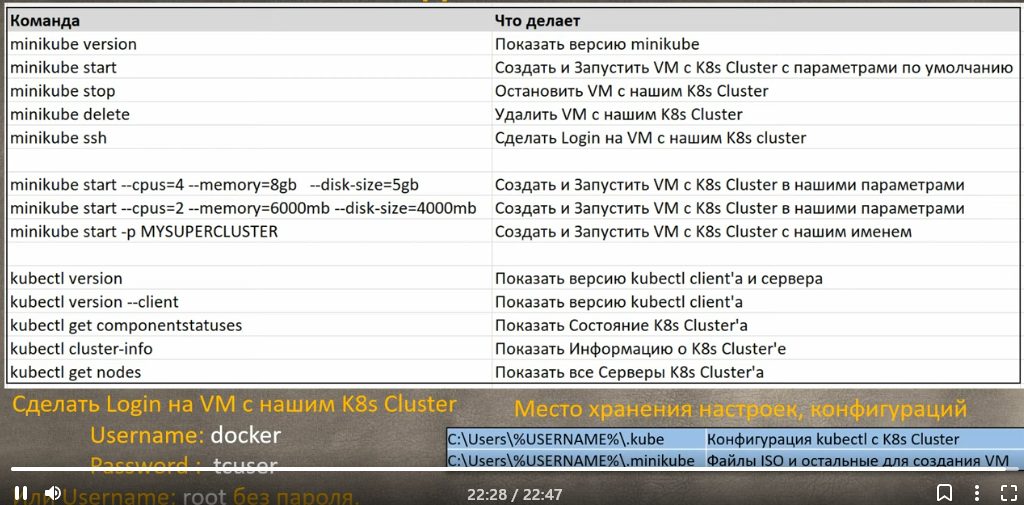 Команда Что делает
minikube version Показать версию minikube
minikube start Создать и Запустить VM с K8s Cluster с параметрами по умолчанию
minikube stop Остановить VM с нашим K8s Cluster
minikube delete Удалить VM с нашим K8s Cluster
minikube ssh Сделать Login на VM с нашим K8s cluster
minikube start --cpus=4 --memory=8gb --disk-size=5gb Создать и Запустить VM с K8s Cluster в нашими параметрами
minikube start --cpus=2 --memory=6000mb --disk-size=4000mb Создать и Запустить VM с K8s Cluster в нашими параметрами
minikube start -p MYSUPERCLUSTER Создать и Запустить VM с K8s Cluster с нашим именем
kubectl version Показать версию kubectl client'а и сервера
kubectl version --client Показать версию kubectl client'а
kubectl get componentstatuses Показать Состояние K8s Cluster'а
kubectl cluster-info Показать Информацию о K8s Cluster'е
kubectl get nodes Показать все Серверы K8s Cluster'а
Сделать Login на VM с нашим K8s Cluster
Username: docker
Password : tcuser
Или Username: root без пароля.
Место хранения настроек, конфигураций
C:\Users\%USERNAME%\.kube Конфигурация kubectl с K8s Cluster
C:\Users\%USERNAME%\.minikube Файлы ISO и остальные для создания VM
22:28 / 22:47